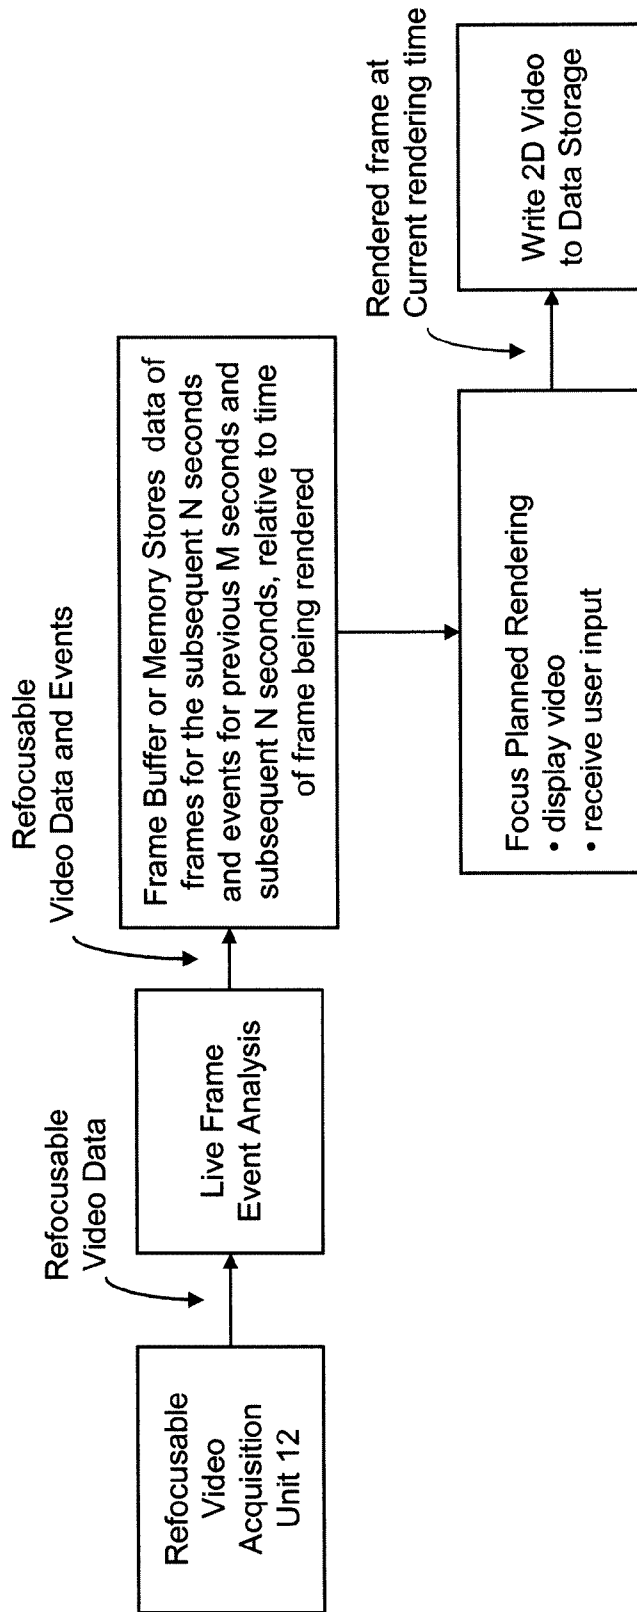 Refocusable
Video
Acquisition
Unit 12
Refocusable
Video Data
Live Frame
Event Analysis
Refocusable
Video Data and Events
Frame Buffer or Memory Stores data of
frames for the subsequent N seconds
and events for previous M seconds and
subsequent N seconds, relative to time
of frame being rendered
Focus Planned Rendering
• display video
• receive user input
Rendered frame at
Current rendering time
Write 2D Video
to Data Storage